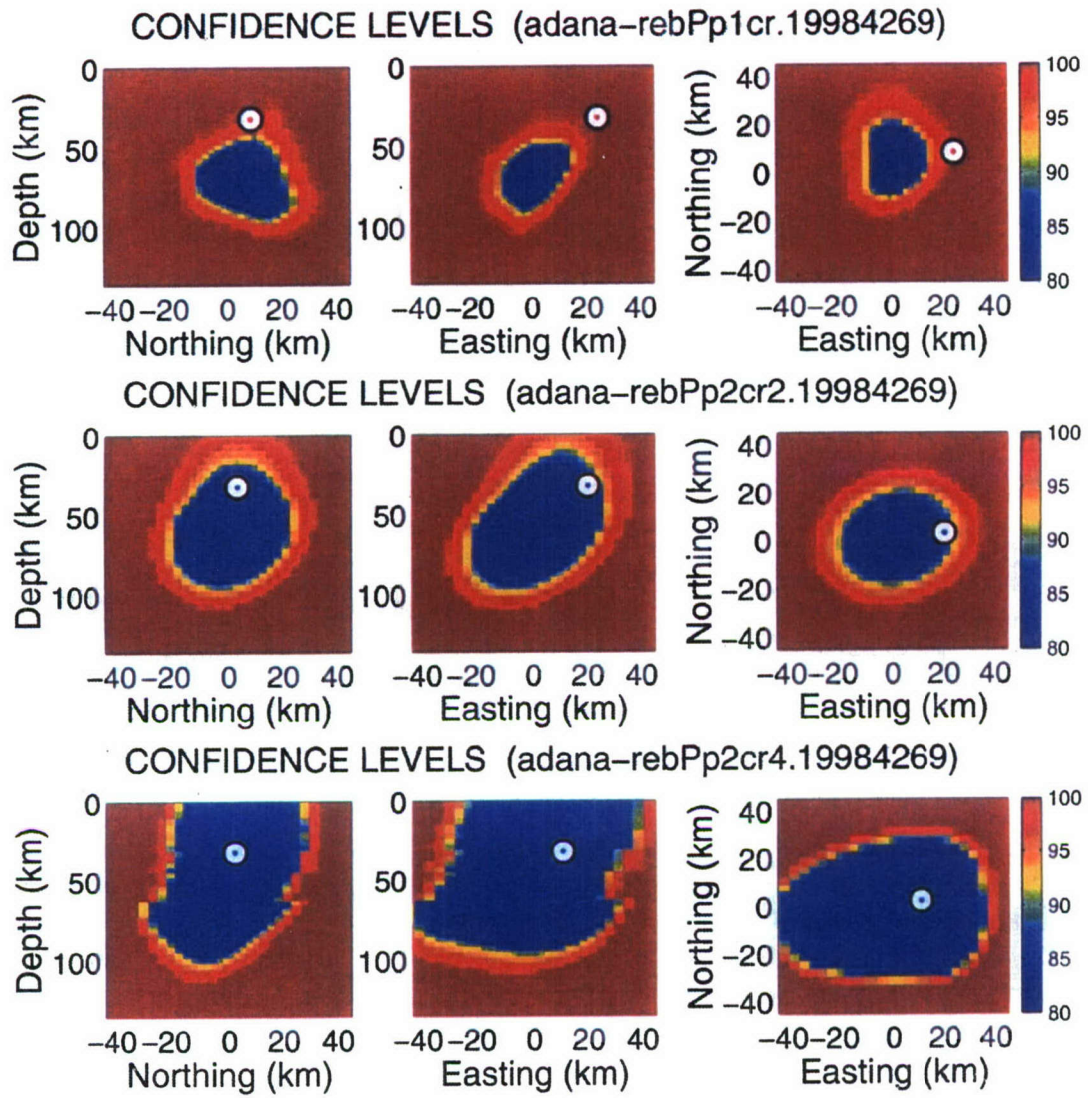 CONFIDENCE LEVELS (adana-rebPp1cr.19984269)
Depth (km)
0
50
100
-40 -20 0 20 40
Northing (km)
0
50
100
-40 -20 0 20 40
Easting (km)
Northing (km)
40
20
0
-20
-40
-40 -20 0 20 40
Easting (km)
100
95
90
85
80
CONFIDENCE LEVELS (adana-rebPp2cr2.19984269)
Depth (km)
0
50
100
-40 -20 0 20 40
Northing (km)
0
50
100
-40 -20 0 20 40
Easting (km)
Northing (km)
40
20
0
-20
-40
-40 -20 0 20 40
Easting (km)
100
95
90
85
80
CONFIDENCE LEVELS (adana-rebPp2cr4.19984269)
Depth (km)
0
50
100
-40 -20 0 20 40
Northing (km)
0
50
100
-40 -20 0 20 40
Easting (km)
Northing (km)
40
20
0
-20
-40
-40 -20 0 20 40
Easting (km)
100
95
90
85
80